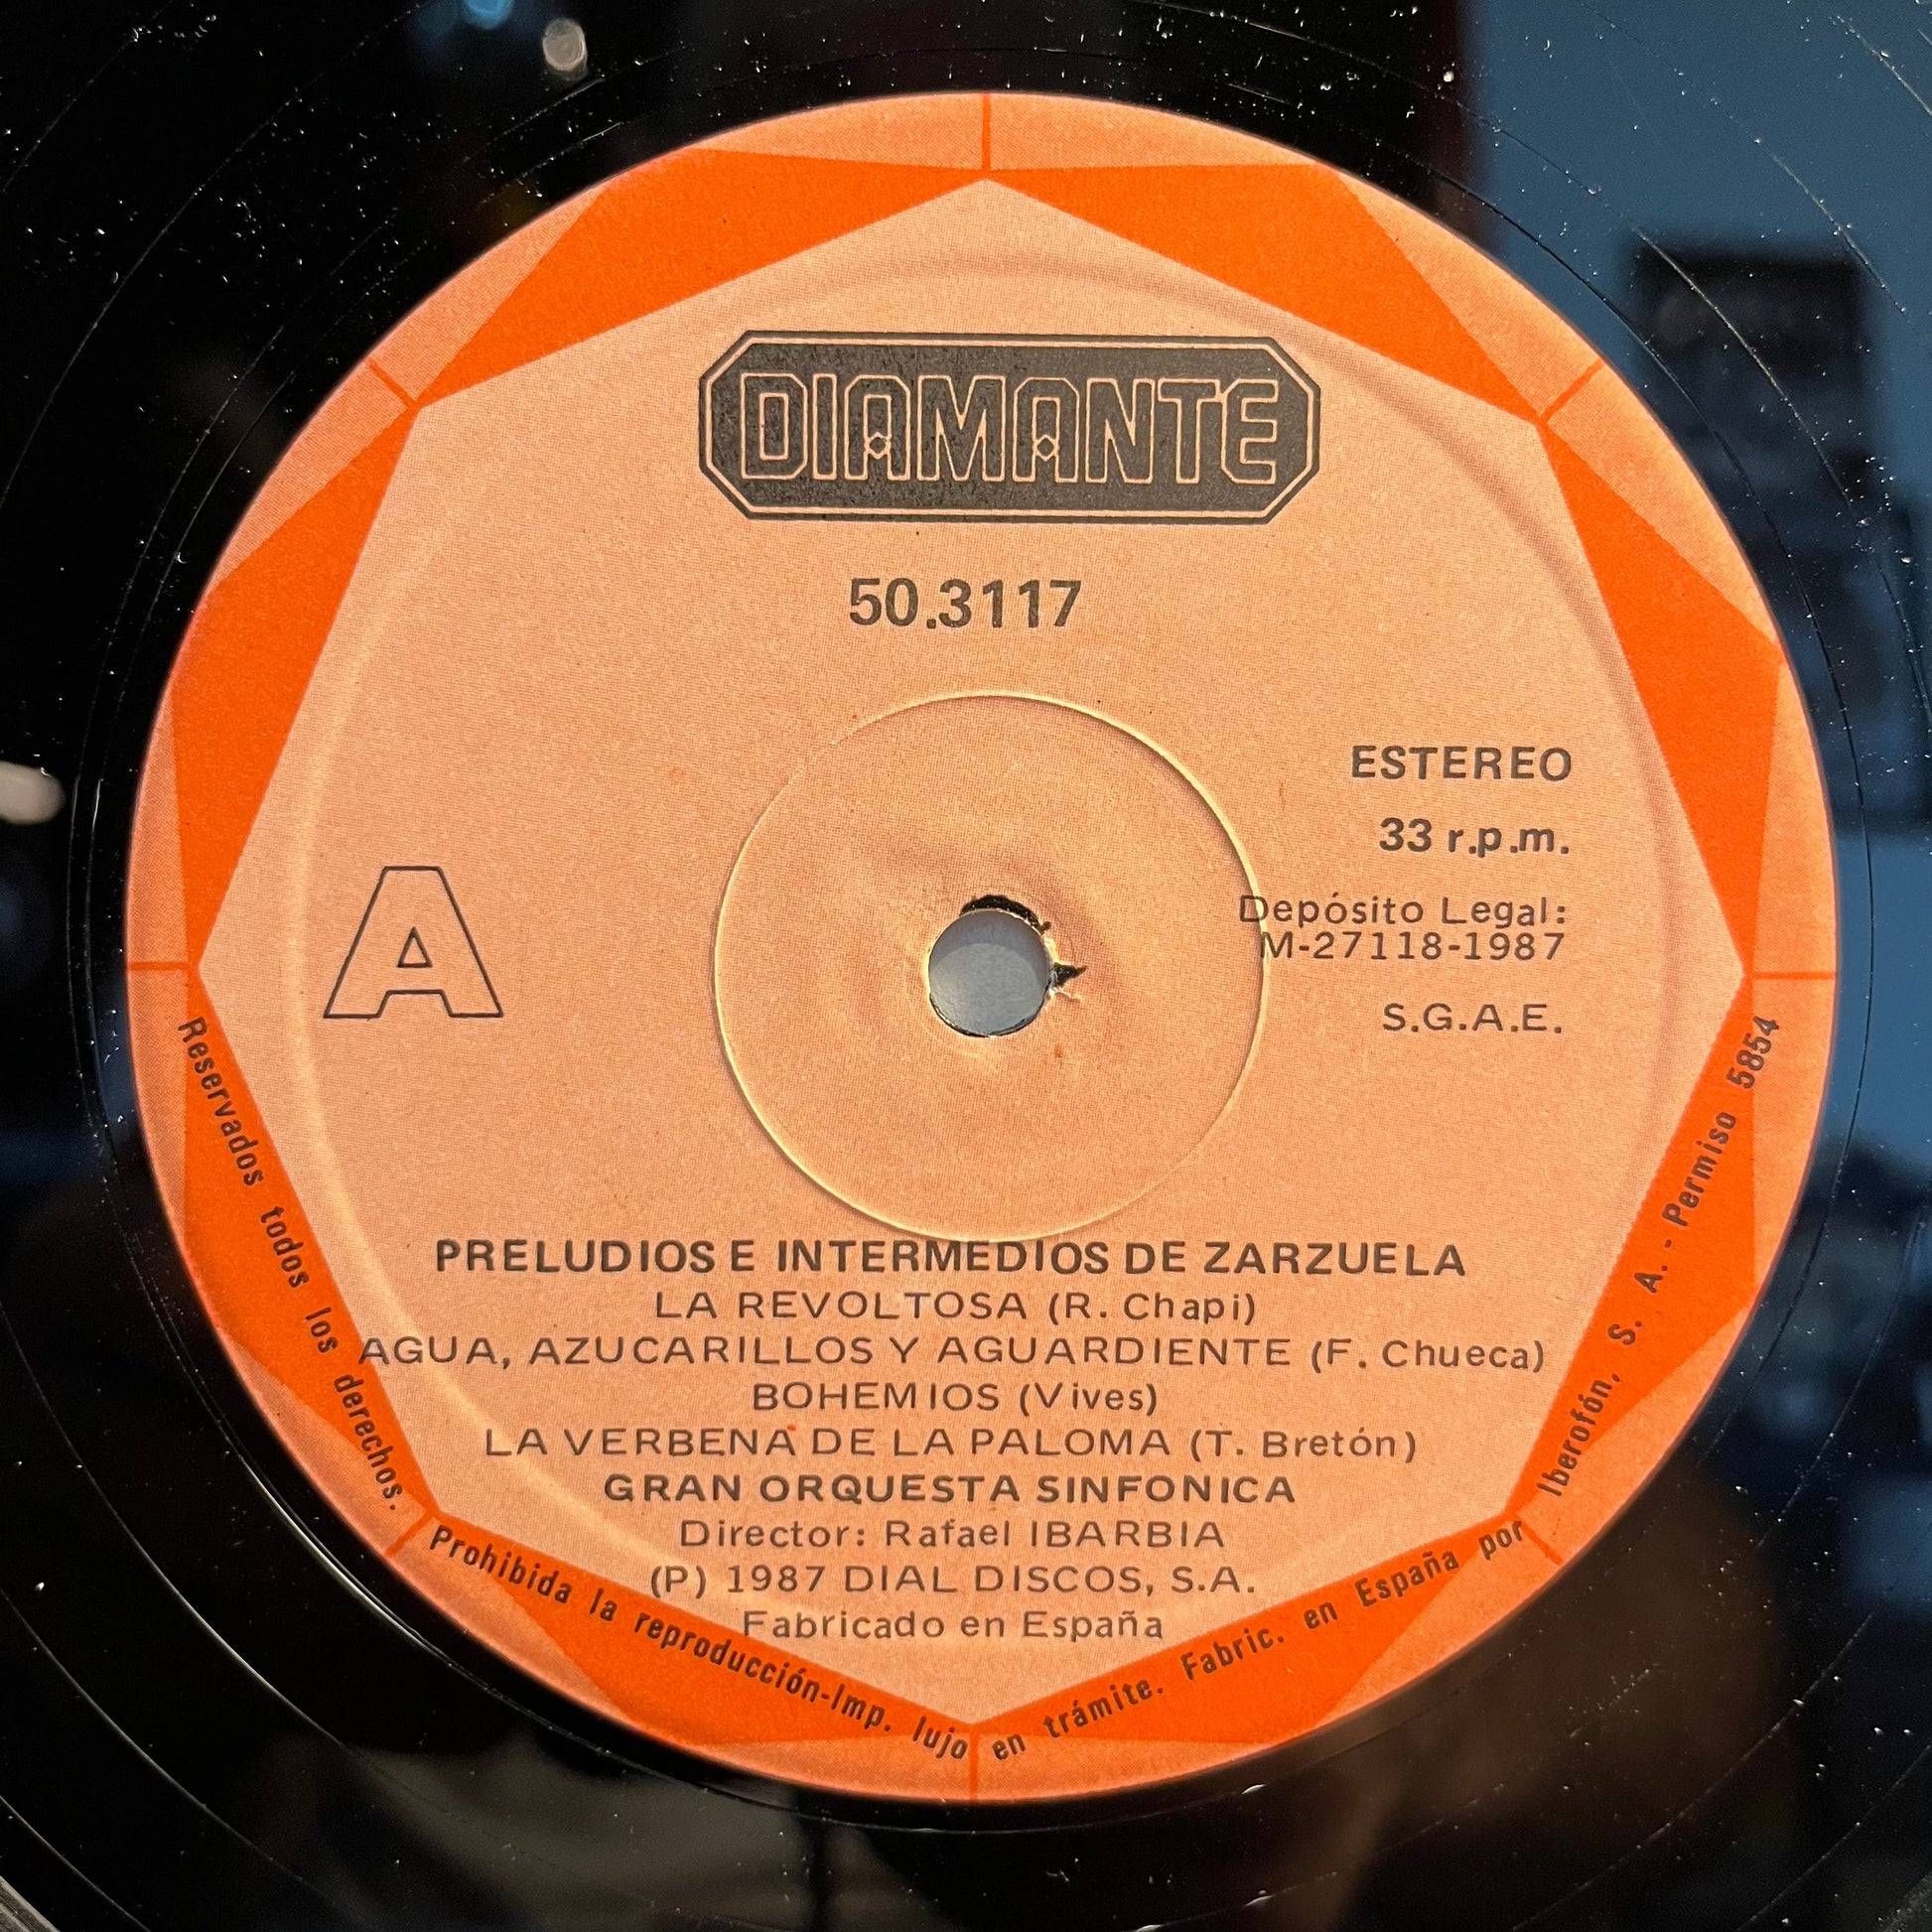 DIAMANTE
50.3117
ESTEREO
33 r.p.m.
Depósito Legal:
M-27118-1987
S.G.A.E.
A
PRELUDIOS E INTERMEDIOS DE ZARZUELA
LA REVOLTOSA (R. Chapi)
AGUA, AZUCARILLOS Y AGUARDIENTE (F. Chueca)
BOHEMIOS (Vives)
LA VERBENA DE LA PALOMA (T. Bretón)
GRAN ORQUESTA SINFONICA
Director: Rafael IBARBIA
(P) 1987 DIAL DISCOS, S.A.
Fabricado en España
Reservados todos los derechos. Prohibida la reproducción-Imp. lujo en trámite. Fabric. en España por Iberofón, S. A. - Permiso 5854